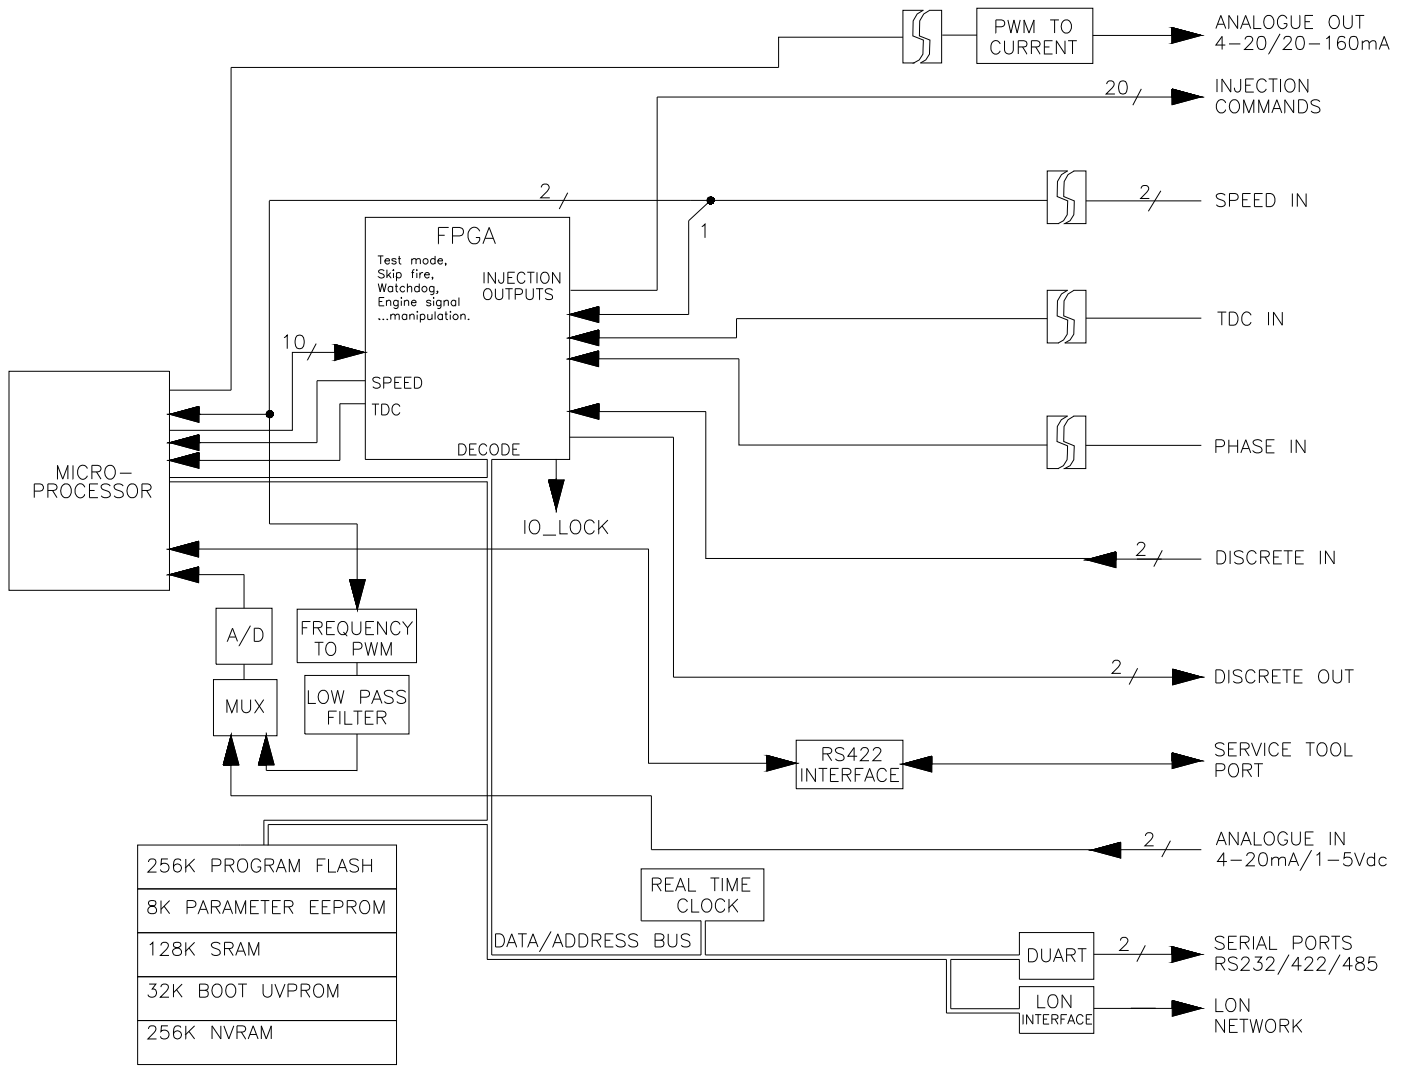 PWM TO
CURRENT
ANALOGUE OUT
4-20/20-160mA
20
INJECTION
COMMANDS
2
2
SPEED IN
1
FPGA
Test mode,
Skip fire,
Watchdog,
Engine signal
...manipulation.
INJECTION
OUTPUTS
TDC IN
10
SPEED
TDC
DECODE
PHASE IN
MICRO-
PROCESSOR
IO_LOCK
2
DISCRETE IN
A/D
FREQUENCY
TO PWM
2
DISCRETE OUT
MUX
LOW PASS
FILTER
RS422
INTERFACE
SERVICE TOOL
PORT
2
ANALOGUE IN
4-20mA/1-5Vdc
256K PROGRAM FLASH
8K PARAMETER EEPROM
128K SRAM
32K BOOT UVPROM
256K NVRAM
REAL TIME
CLOCK
DATA/ADDRESS BUS
DUART
2
SERIAL PORTS
RS232/422/485
LON
INTERFACE
LON
NETWORK